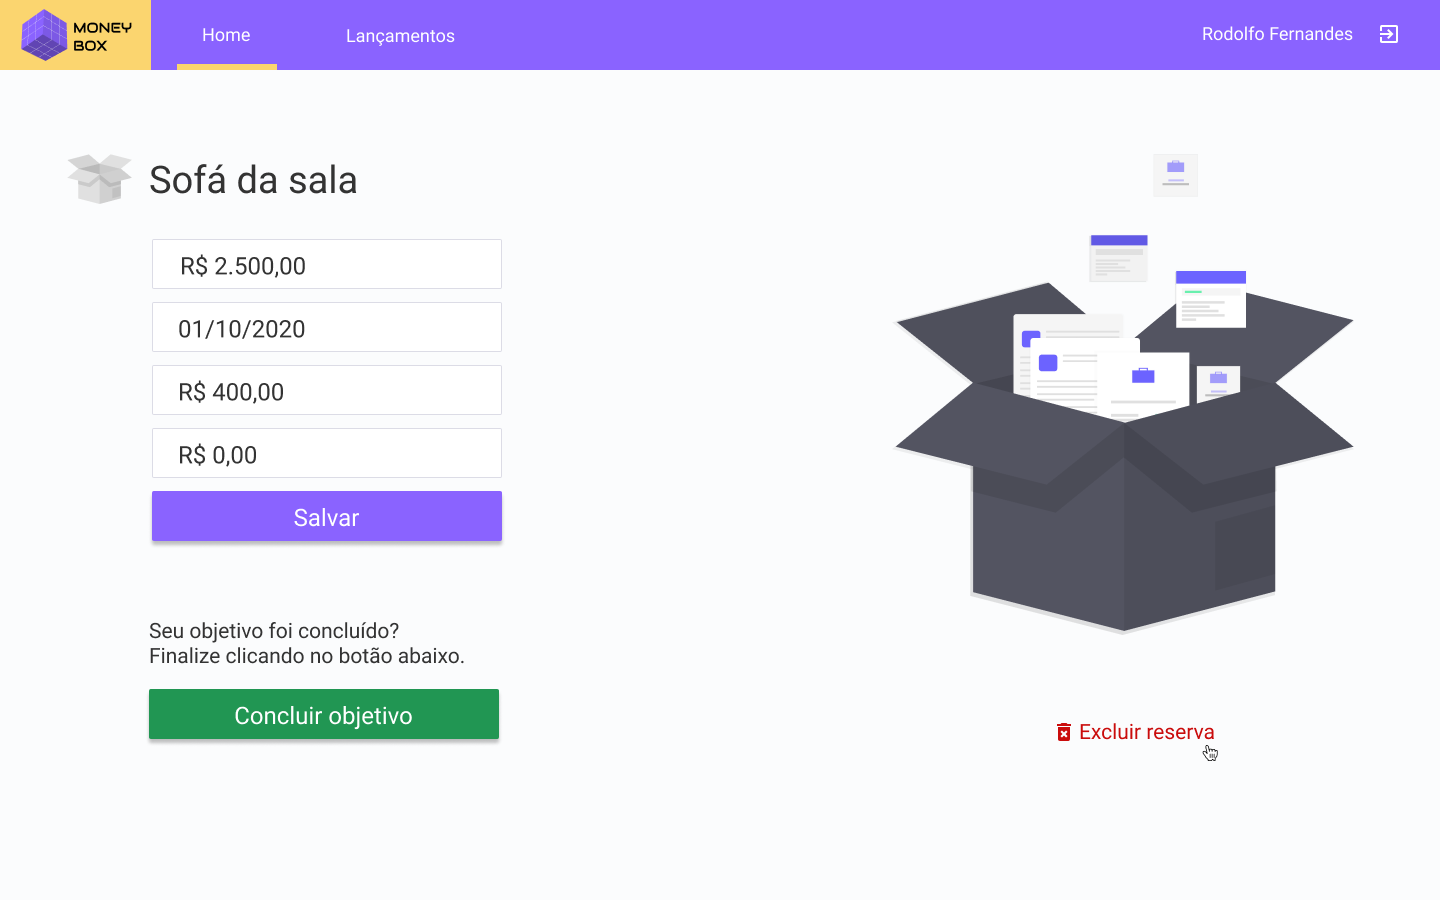 MONEY
BOX
Home
Lançamentos
Rodolfo Fernandes
Sofá da sala
R$ 2.500,00
01/10/2020
R$ 400,00
R$ 0,00
Salvar
Seu objetivo foi concluído?
Finalize clicando no botão abaixo.
Concluir objetivo
Excluir reserva